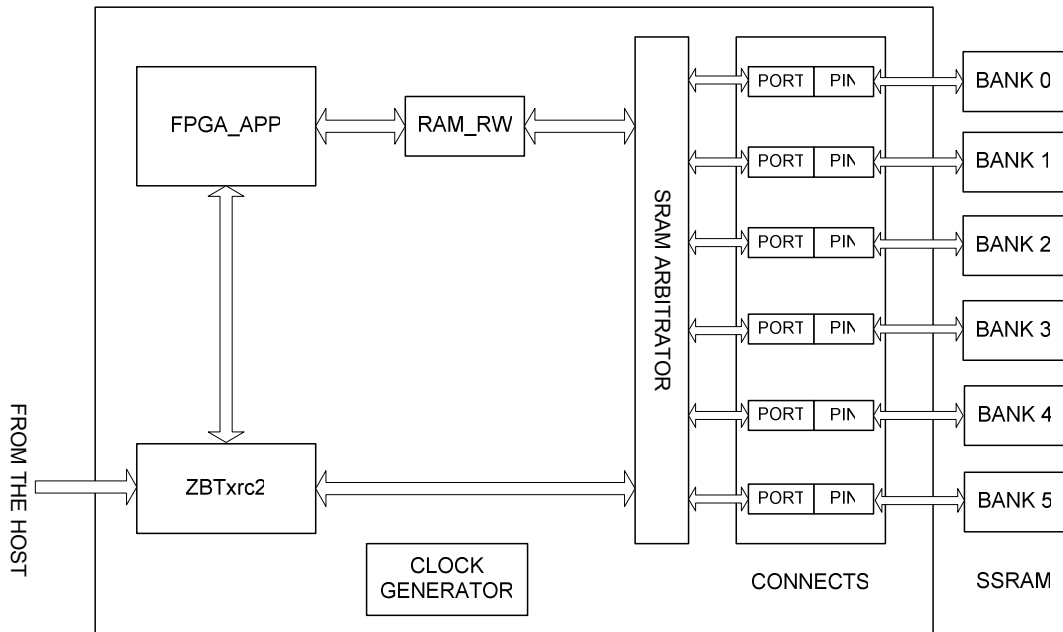 FPGA_APP
RAM_RW
SRAM ARBITRATOR
PORT PIN
BANK 0
PORT PIN
BANK 1
PORT PIN
BANK 2
PORT PIN
BANK 3
PORT PIN
BANK 4
PORT PIN
BANK 5
FROM THE HOST
ZBTxrc2
CLOCK
GENERATOR
CONNECTS
SSRAM